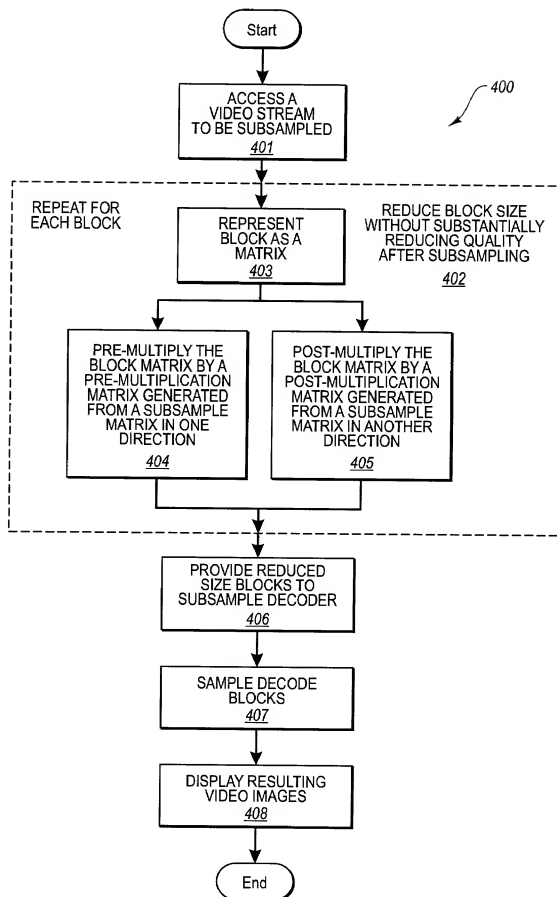 Start
400
ACCESS A
VIDEO STREAM
TO BE SUBSAMPLED
401
REPEAT FOR
EACH BLOCK
REPRESENT
BLOCK AS A
MATRIX
403
REDUCE BLOCK SIZE
WITHOUT SUBSTANTIALLY
REDUCING QUALITY
AFTER SUBSAMPLING
402
PRE-MULTIPLY THE
BLOCK MATRIX BY A
PRE-MULTIPLICATION
MATRIX GENERATED
FROM A SUBSAMPLE
MATRIX IN ONE
DIRECTION
404
POST-MULTIPLY THE
BLOCK MATRIX BY A
POST-MULTIPLICATION
MATRIX GENERATED
FROM A SUBSAMPLE
MATRIX IN ANOTHER
DIRECTION
405
PROVIDE REDUCED
SIZE BLOCKS TO
SUBSAMPLE DECODER
406
SAMPLE DECODE
BLOCKS
407
DISPLAY RESULTING
VIDEO IMAGES
408
End